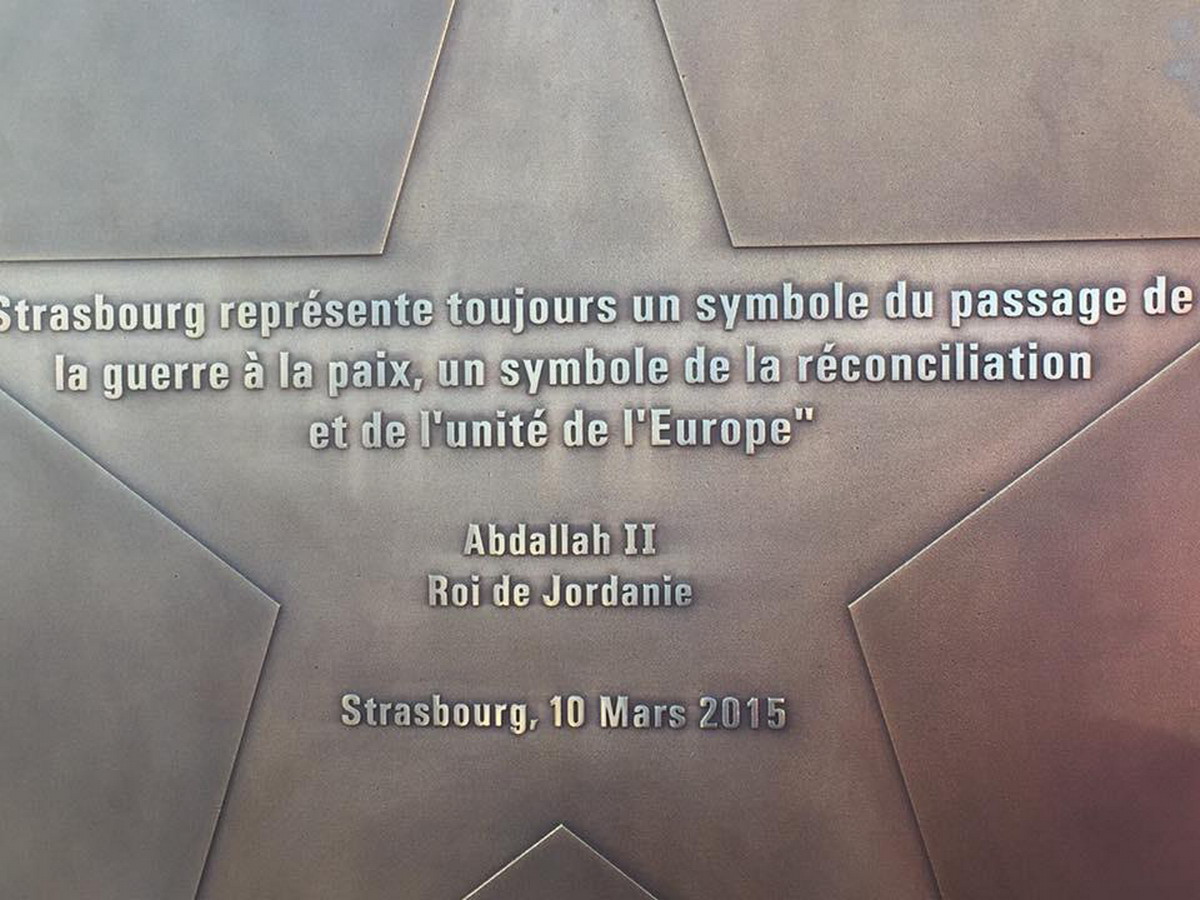 Strasbourg représente toujours un symbole du passage de
la guerre à la paix, un symbole de la réconciliation
et de l'unité de l'Europe"
Abdallah II
Roi de Jordanie
Strasbourg, 10 Mars 2015